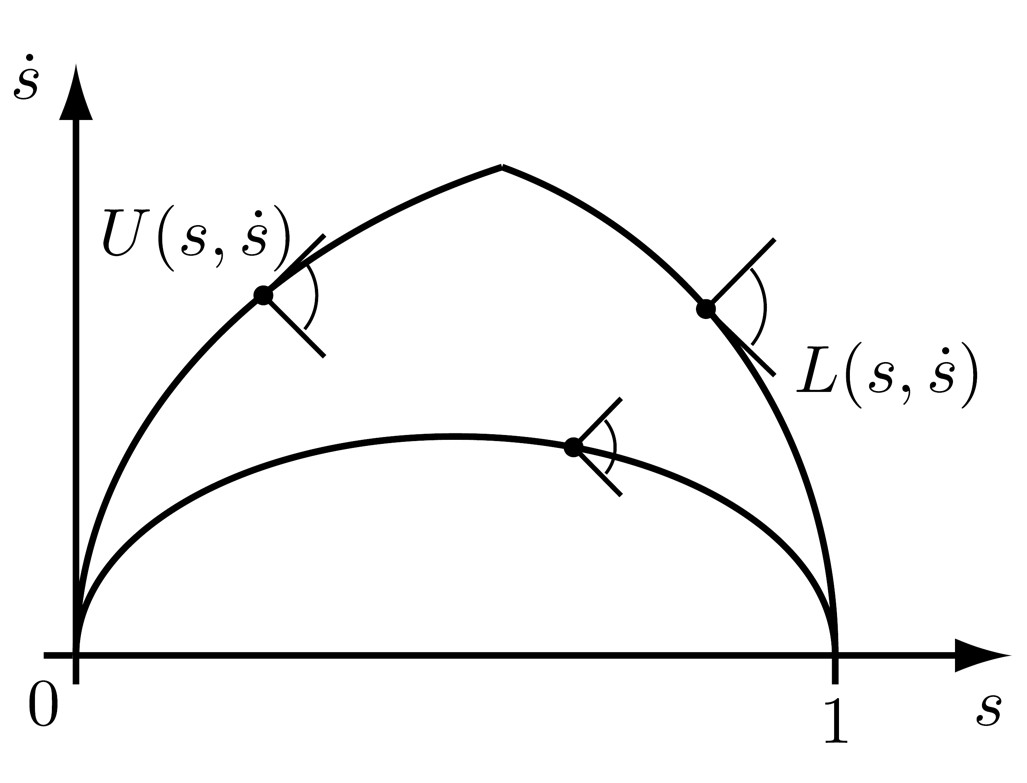 ṡ
U(s, ṡ)
L(s, ṡ)
0
1
s